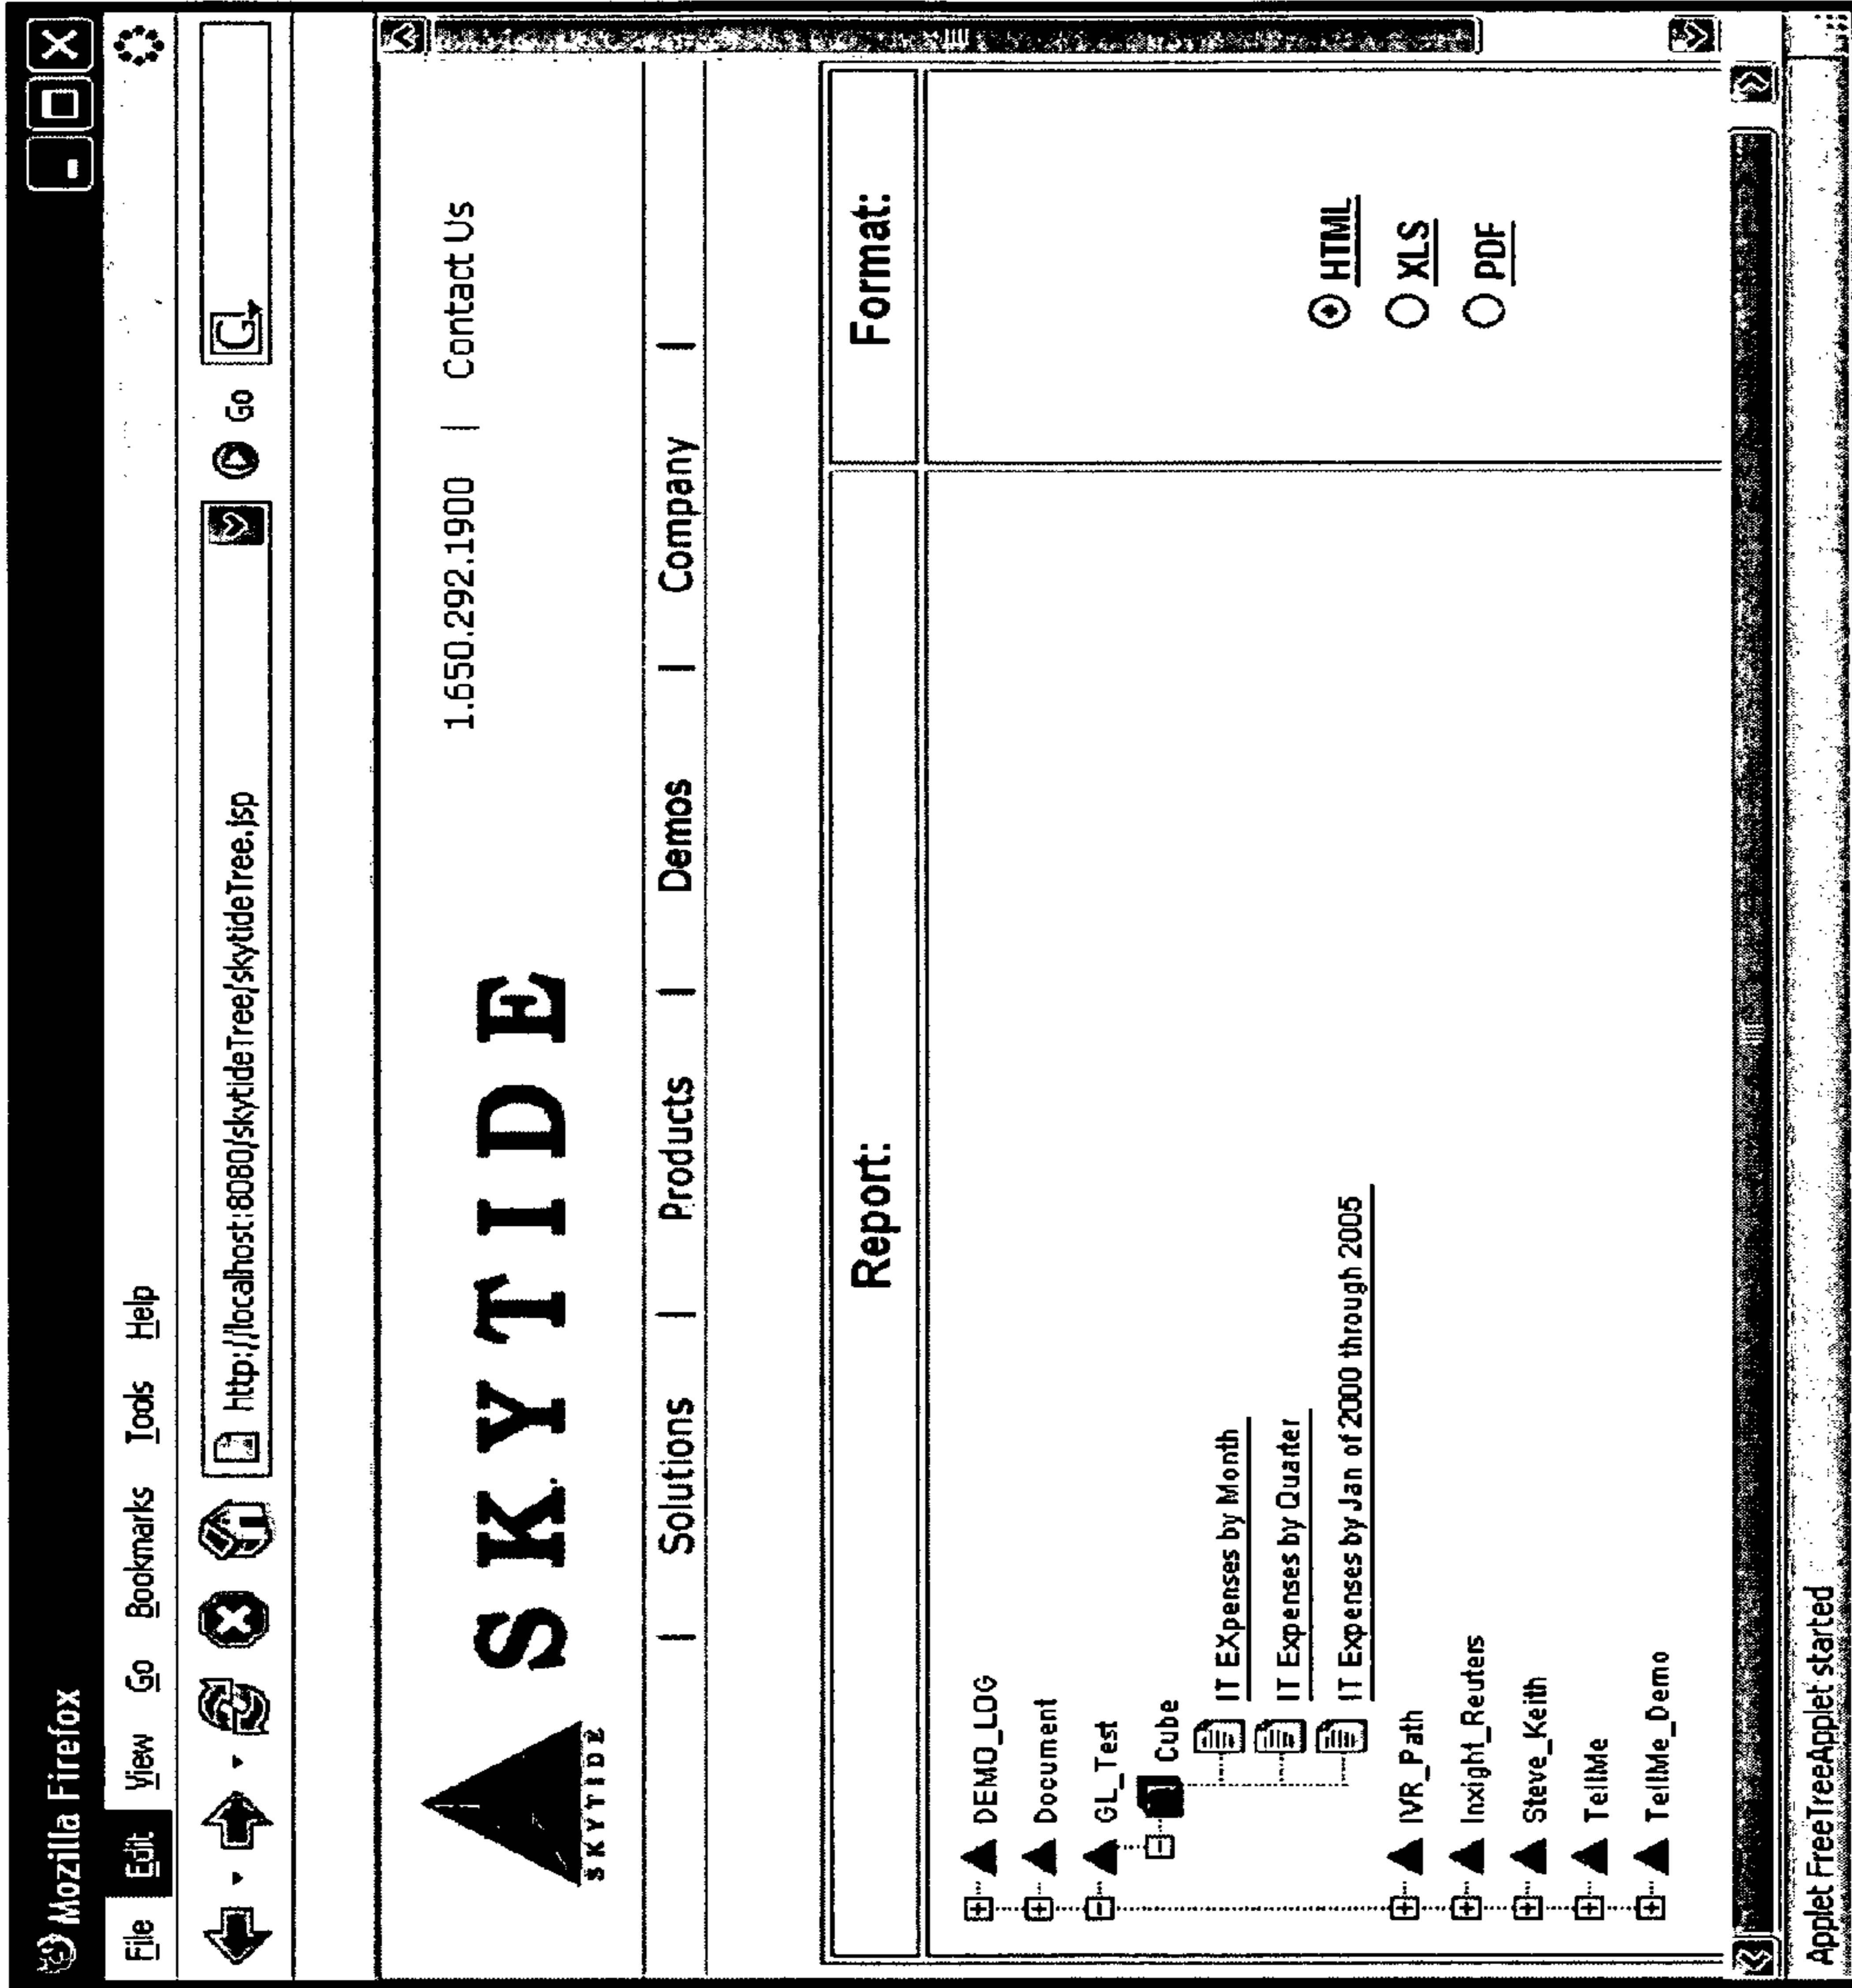 Mozilla Firefox
File Edit View Go Bookmarks Tools Help
http://localhost:8080/skytideTree/skytideTree.jsp Go G
1.650.292.1900 | Contact Us
SKYTIDE
SKYTIDE
| Solutions | Products | Demos | Company |
Report: Format:
DEMO_LOG
Document
GL_Test
Cube
IT EXpenses by Month
IT Expenses by Quarter
IT Expenses by Jan of 2000 through 2005
IVR_Path
Inxight_Reuters
Steve_Keith
TellMe
TellMe_Demo
HTML
XLS
PDF
Applet FreeTreeApplet started